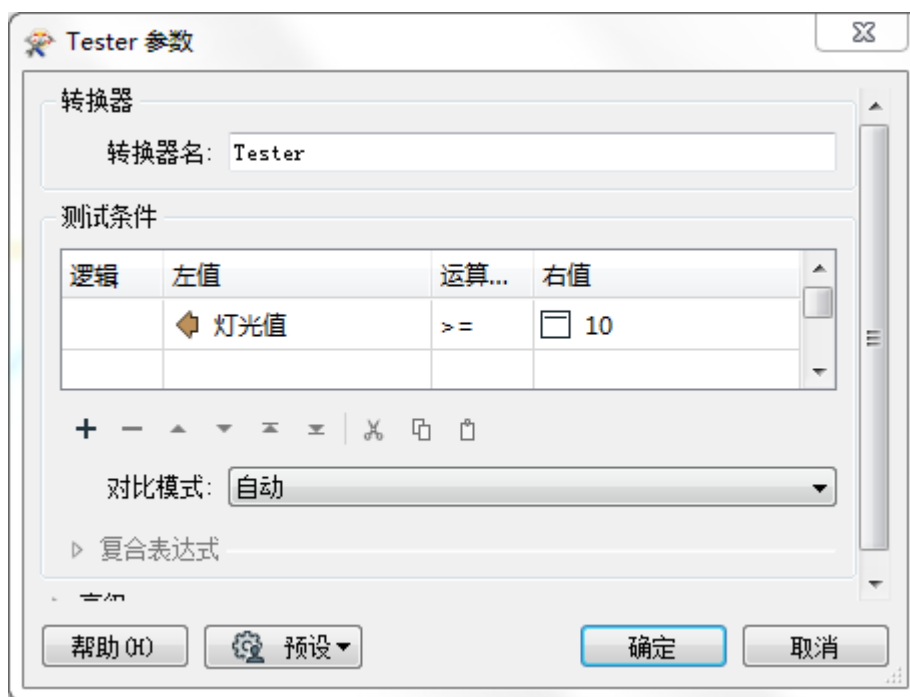 Tester 参数
转换器
转换器名: Tester
测试条件
逻辑 左值 运算... 右值
灯光值 >= 10
对比模式: 自动
复合表达式
高级
帮助(H) 预设 确定 取消